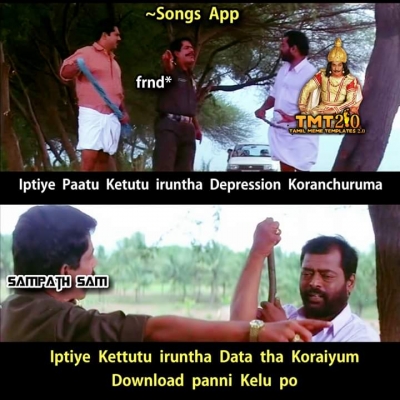 ~Songs App
frnd*
TMT 2.0
TAMIL MEME TEMPLATES 2.0
Iptiye Paatu Ketutu iruntha Depression Koranchuruma
SAMPATH SAM
Iptiye Kettutu iruntha Data tha Koraiyum
Download panni Kelu po